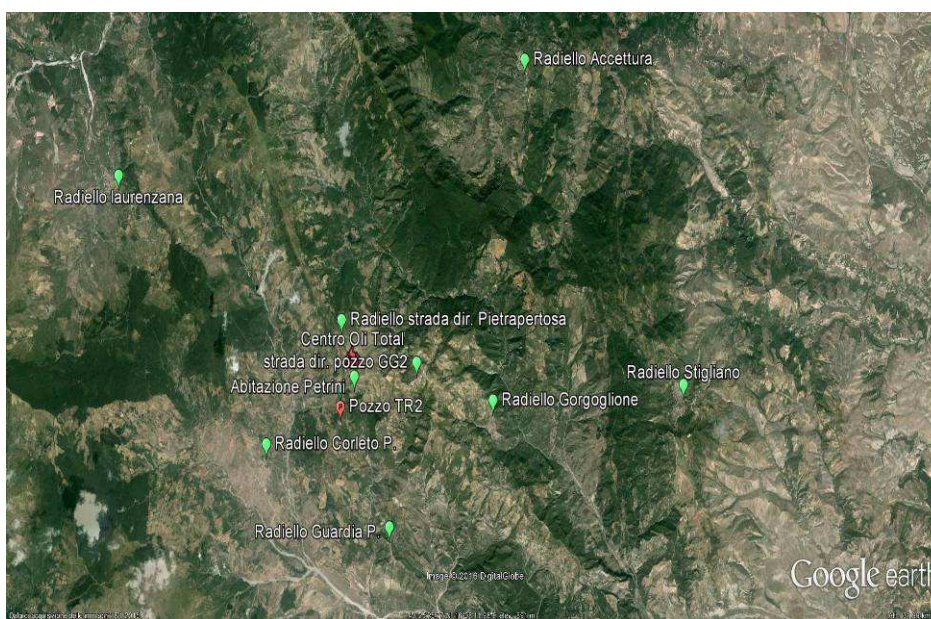 Radiello Accettura
Radiello laurenzana
Radiello strada dir. Pietrapertosa
Centro Oli Total
strada dir. pozzo GG2
Radiello Stigliano
Abitazione Petrini
Radiello Gorgoglione
Pozzo TR2
Radiello Corleto P.
Radiello Guardia P.
Image © 2016 DigitalGlobe
Google earth